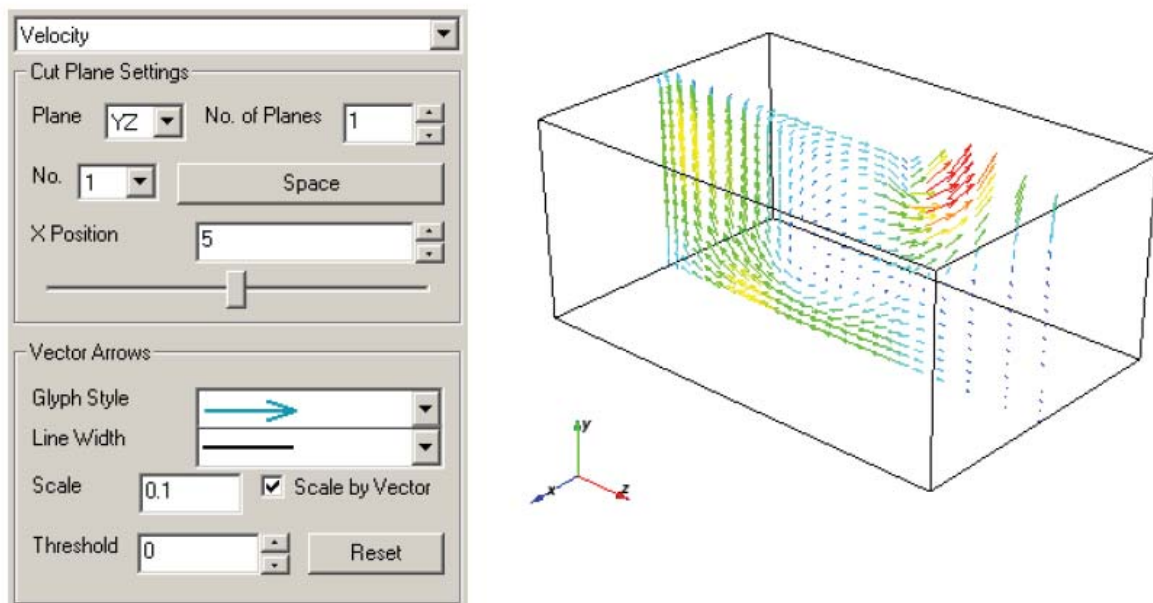 Velocity
Cut Plane Settings
Plane YZ No. of Planes 1
No. 1 Space
X Position 5
Vector Arrows
Glyph Style
Line Width
Scale 0.1 Scale by Vector
Threshold 0 Reset
y
x z